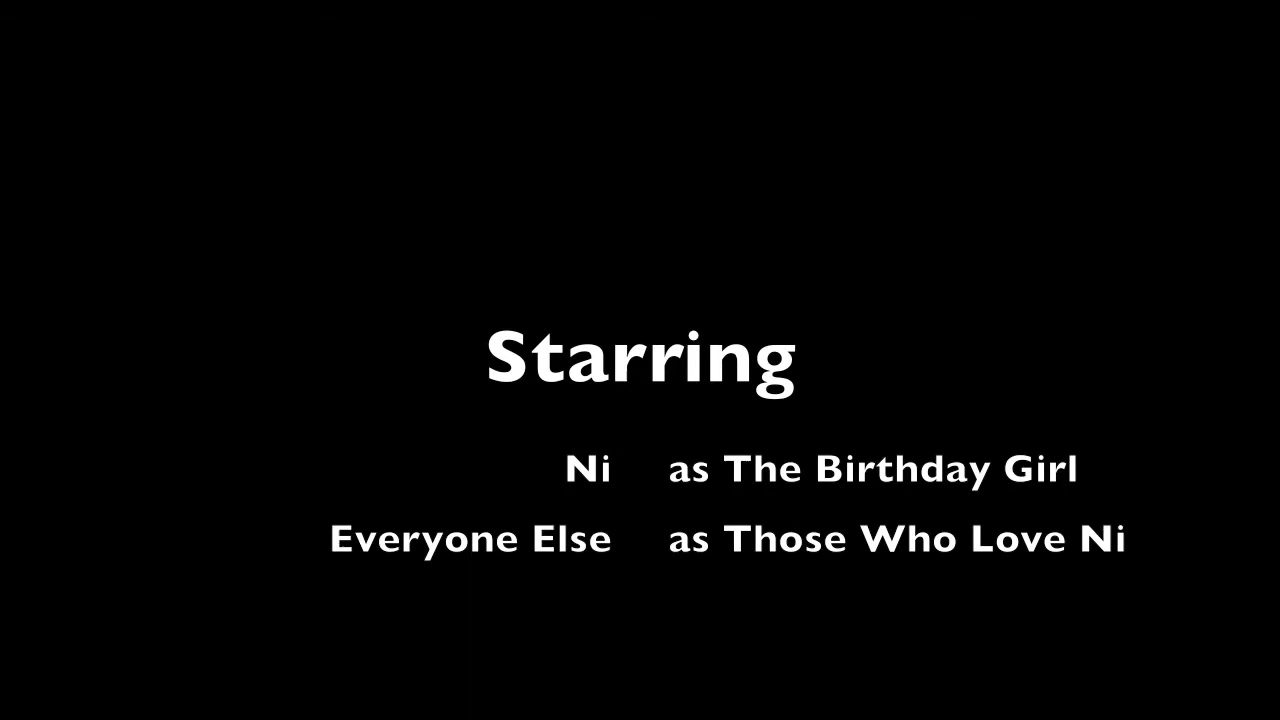 Starring
Ni as The Birthday Girl
Everyone Else as Those Who Love Ni